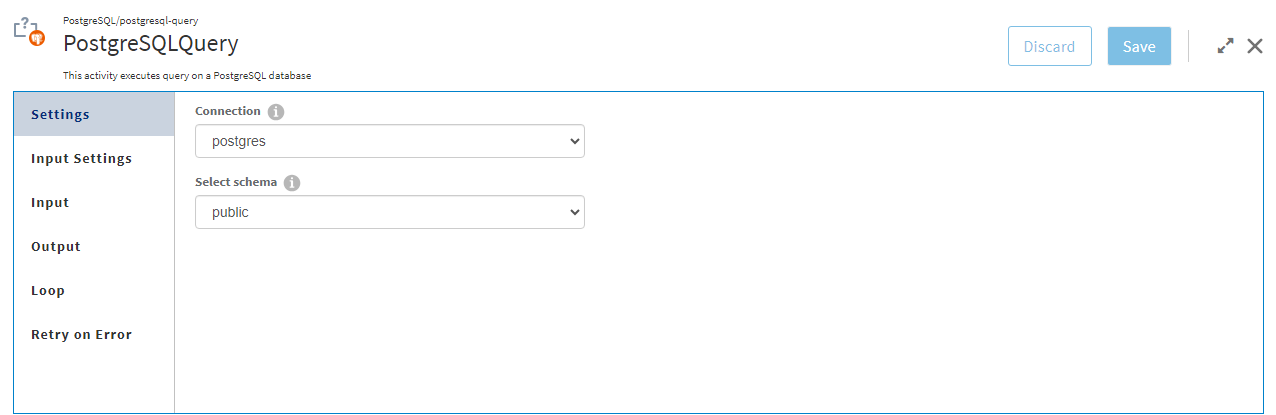 PostgreSQL/postgresql-query
PostgreSQLQuery
This activity executes query on a PostgreSQL database
Discard
Save
Settings
Input Settings
Input
Output
Loop
Retry on Error
Connection
postgres
Select schema
public